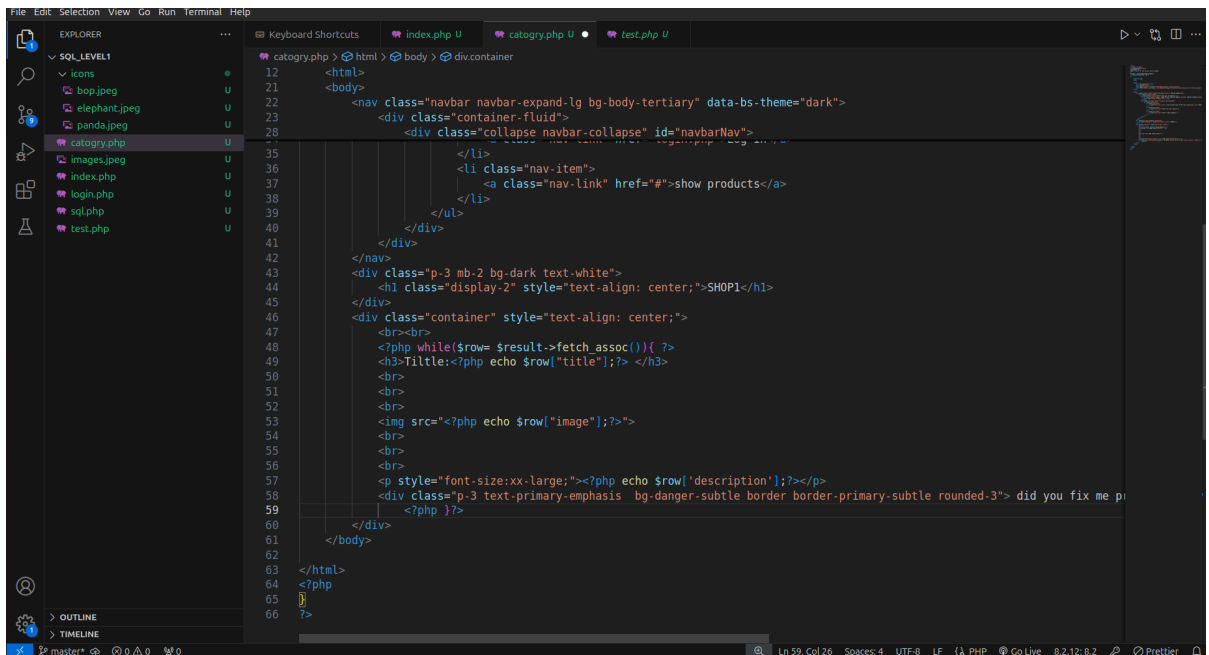 File Edit Selection View Go Run Terminal Help
EXPLORER ...
Keyboard Shortcuts index.php U catogry.php U ● test.php U
SQL_LEVEL1
icons
bop.jpeg U
elephant.jpeg U
panda.jpeg U
catogry.php U
images.jpeg U
index.php U
login.php U
sql.php U
test.php U
OUTLINE
TIMELINE
1
9
1
catogry.php > html > body > div.container
12 <html>
21 <body>
22 <nav class="navbar navbar-expand-lg bg-body-tertiary" data-bs-theme="dark">
23 <div class="container-fluid">
28 <div class="collapse navbar-collapse" id="navbarNav">
35 </li>
36 <li class="nav-item">
37 <a class="nav-link" href="#">show products</a>
38 </li>
39 </ul>
40 </div>
41 </div>
42 </nav>
43 <div class="p-3 mb-2 bg-dark text-white">
44 <h1 class="display-2" style="text-align: center;">SHOP1</h1>
45 </div>
46 <div class="container" style="text-align: center;">
47 <br><br>
48 <?php while($row= $result->fetch_assoc()){ ?>
49 <h3>Tiltle:<?php echo $row["title"];?> </h3>
50 <br>
51 <br>
52 <br>
53 <img src="<?php echo $row["image"];?>">
54 <br>
55 <br>
56 <br>
57 <p style="font-size:xx-large;"><?php echo $row['description'];?></p>
58 <div class="p-3 text-primary-emphasis  bg-danger-subtle border border-primary-subtle rounded-3"> did you fix me
59 <?php }?>
60 </div>
61 </body>
62
63 </html>
64 <?php
65 }
66 ?>
master* 0 0 0 Ln 59, Col 26 Spaces: 4 UTF-8 LF PHP Go Live 8.2.12; 8.2 Prettier